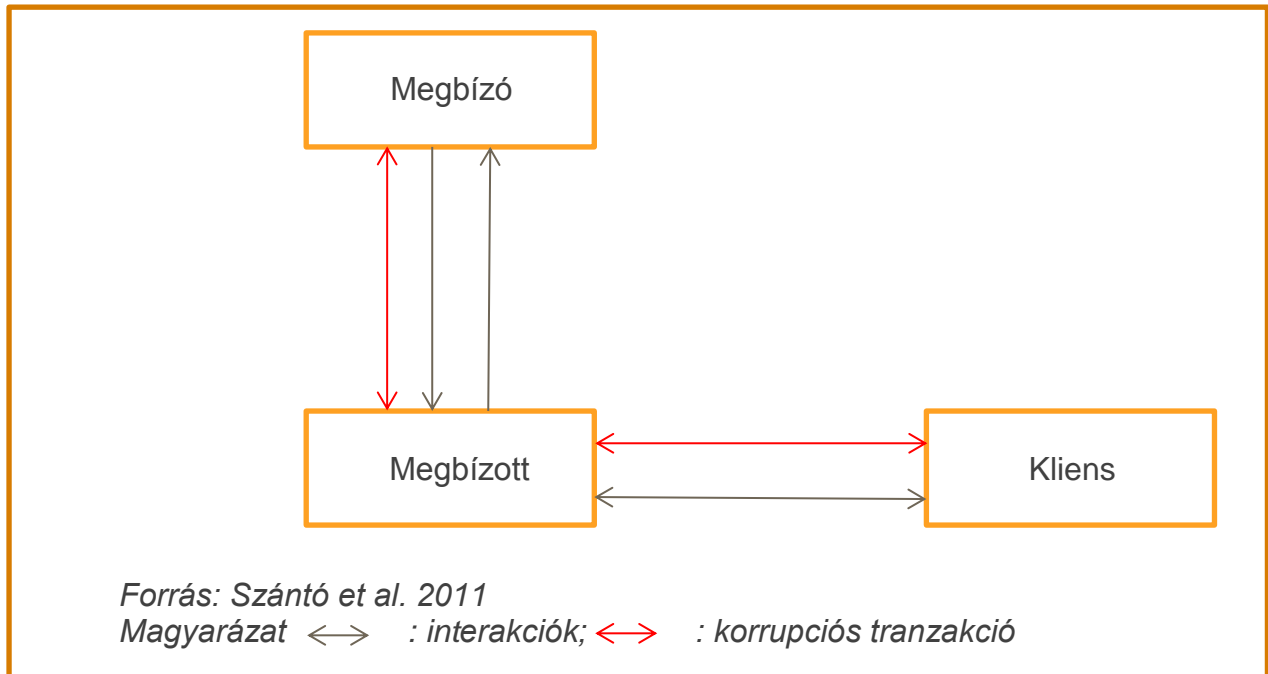 Megbízó
Megbízott
Kliens
Forrás: Szántó et al. 2011
Magyarázat : interakciók; : korrupciós tranzakció